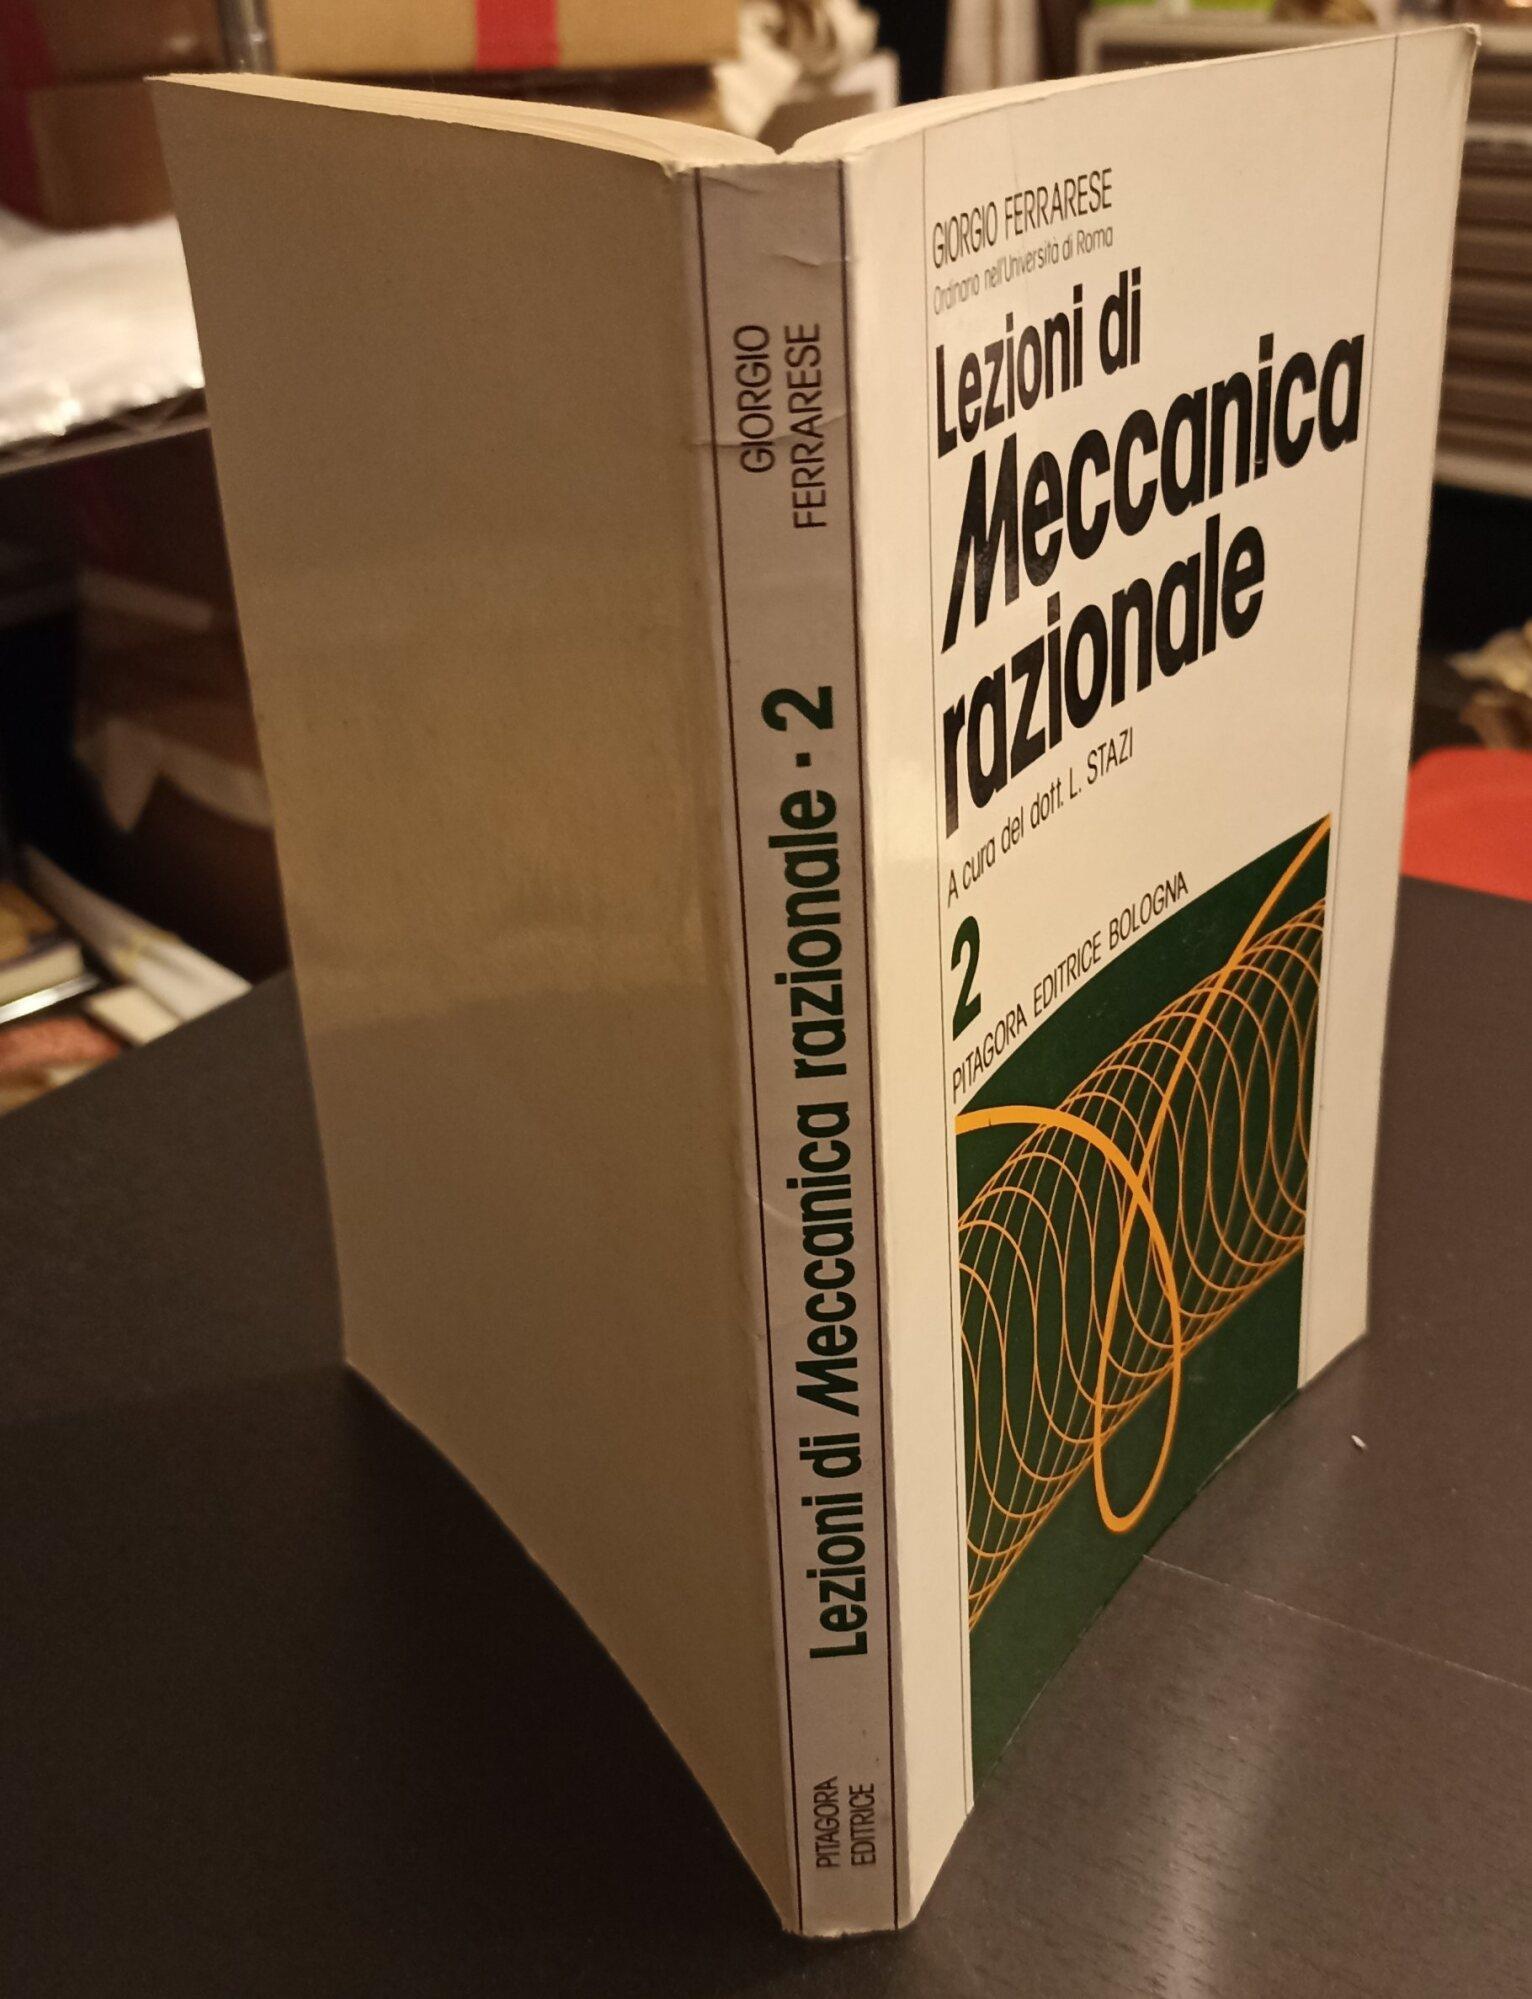 GIORGIO
FERRARESE
Lezioni di Meccanica razionale · 2
PITAGORA
EDITRICE
GIORGIO FERRARESE
Ordinario nell'Università di Roma
Lezioni di
Meccanica
razionale
A cura del dott. L. STAZI
2
PITAGORA EDITRICE BOLOGNA